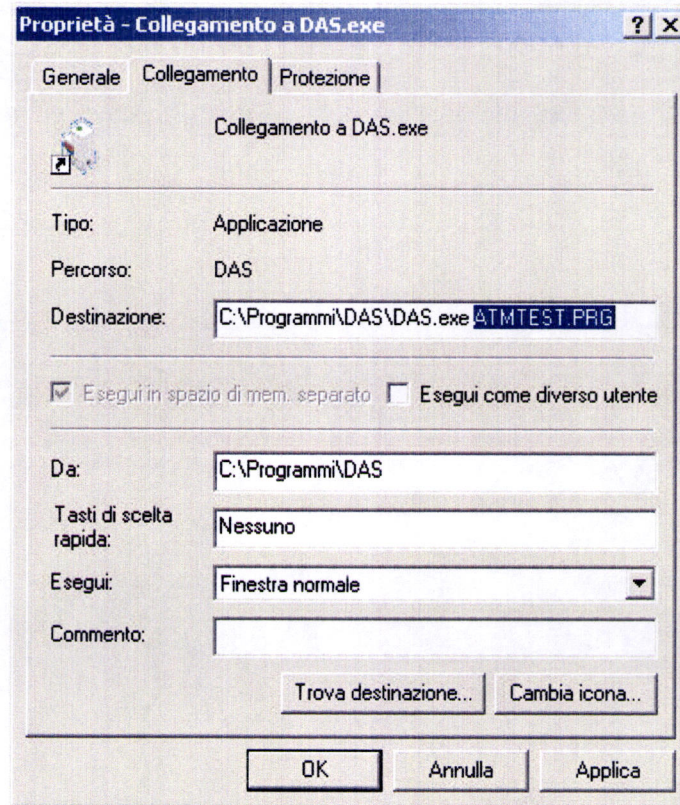 Proprietà - Collegamento a DAS.exe ? ×
Generale Collegamento Protezione
Collegamento a DAS.exe
Tipo: Applicazione
Percorso: DAS
Destinazione: C:\Programmi\DAS\DAS.exe ATMTEST.PRG
Esegui in spazio di mem. separato Esegui come diverso utente
Da: C:\Programmi\DAS
Tasti di scelta
rapida: Nessuno
Esegui: Finestra normale
Commento:
Trova destinazione... Cambia icona...
OK Annulla Applica